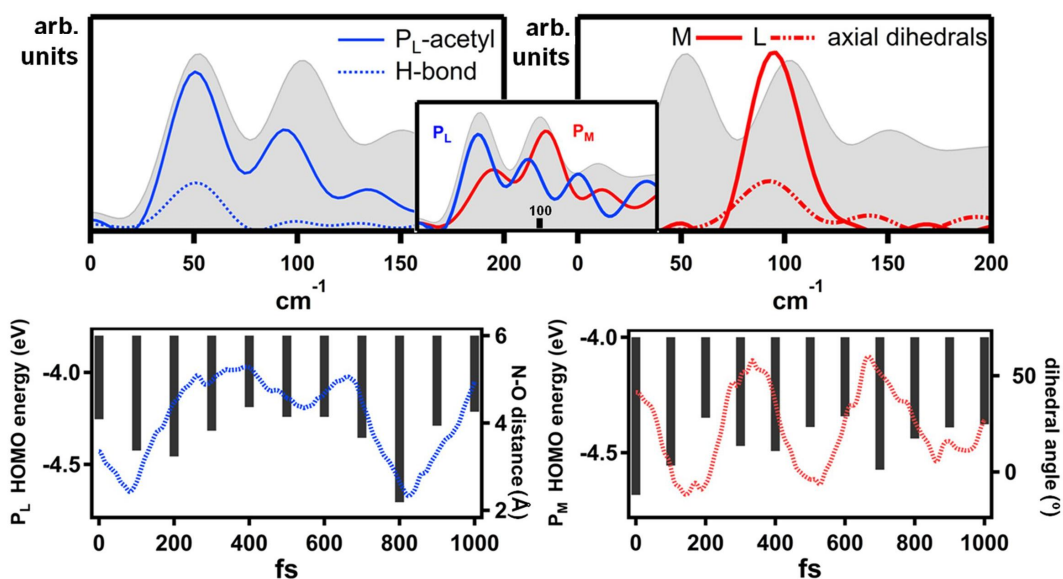 arb.
units
P_L-acetyl
H-bond
arb.
units
M L axial dihedrals
P_L
P_M
100
0 50 100 150 200
cm⁻¹
0 50 100 150 200
cm⁻¹
P_L HOMO energy (eV)
-4.0
-4.5
6
4
2
N-O distance (Å)
0 200 400 600 800 1000
fs
P_M HOMO energy (eV)
-4.0
-4.5
50
0
dihedral angle (º)
0 200 400 600 800 1000
fs